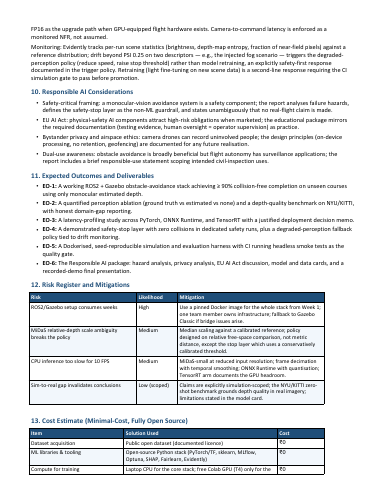 FP16 as the upgrade path when GPU-equipped flight hardware exists. Camera-to-command latency is enforced as a
monitored NFR, not assumed.
Monitoring: Evidently tracks per-run scene statistics (brightness, depth-map entropy, fraction of near-field pixels) against a
reference distribution; drift beyond PSI 0.25 on two descriptors — e.g., the injected fog scenario — triggers the degraded-
perception policy (reduce speed, raise stop threshold) rather than model retraining, an explicitly safety-first response
documented in the trigger policy. Retraining (light fine-tuning on new scene data) is a second-line response requiring the CI
simulation gate to pass before promotion.
10. Responsible AI Considerations
• Safety-critical framing: a monocular-vision avoidance system is a safety component; the report analyses failure hazards,
defines the safety-stop layer as the non-ML guardrail, and states unambiguously that no real-flight claim is made.
• EU AI Act: physical-safety AI components attract high-risk obligations when marketed; the educational package mirrors
the required documentation (testing evidence, human oversight = operator supervision) as practice.
• Bystander privacy and airspace ethics: camera drones can record uninvolved people; the design principles (on-device
processing, no retention, geofencing) are documented for any future realisation.
• Dual-use awareness: obstacle avoidance is broadly beneficial but flight autonomy has surveillance applications; the
report includes a brief responsible-use statement scoping intended civil-inspection uses.
11. Expected Outcomes and Deliverables
• EO-1: A working ROS2 + Gazebo obstacle-avoidance stack achieving ≥ 90% collision-free completion on unseen courses
using only monocular estimated depth.
• EO-2: A quantified perception ablation (ground truth vs estimated vs none) and a depth-quality benchmark on NYU/KITTI,
with honest domain-gap reporting.
• EO-3: A latency-profiling study across PyTorch, ONNX Runtime, and TensorRT with a justified deployment decision memo.
• EO-4: A demonstrated safety-stop layer with zero collisions in dedicated safety runs, plus a degraded-perception fallback
policy tied to drift monitoring.
• EO-5: A Dockerised, seed-reproducible simulation and evaluation harness with CI running headless smoke tests as the
quality gate.
• EO-6: The Responsible AI package: hazard analysis, privacy analysis, EU AI Act discussion, model and data cards, and a
recorded-demo final presentation.
12. Risk Register and Mitigations
Risk Likelihood Mitigation
ROS2/Gazebo setup consumes weeks High Use a pinned Docker image for the whole stack from Week 1;
one team member owns infrastructure; fallback to Gazebo
Classic if bridge issues arise.
MiDaS relative-depth scale ambiguity Medium Median scaling against a calibrated reference; policy
breaks the policy designed on relative free-space comparison, not metric
distance, except the stop layer which uses a conservatively
calibrated threshold.
CPU inference too slow for 10 FPS Medium MiDaS-small at reduced input resolution; frame decimation
with temporal smoothing; ONNX Runtime with quantization;
TensorRT arm documents the GPU headroom.
Sim-to-real gap invalidates conclusions Low (scoped) Claims are explicitly simulation-scoped; the NYU/KITTI zero-
shot benchmark grounds depth quality in real imagery;
limitations stated in the model card.
13. Cost Estimate (Minimal-Cost, Fully Open Source)
Item Solution Used Cost
Dataset acquisition Public open dataset (documented licence) ₹0
ML libraries & tooling Open-source Python stack (PyTorch/TF, sklearn, MLflow, ₹0
Optuna, SHAP, Fairlearn, Evidently)
Compute for training Laptop CPU for the core stack; free Colab GPU (T4) only for the ₹0